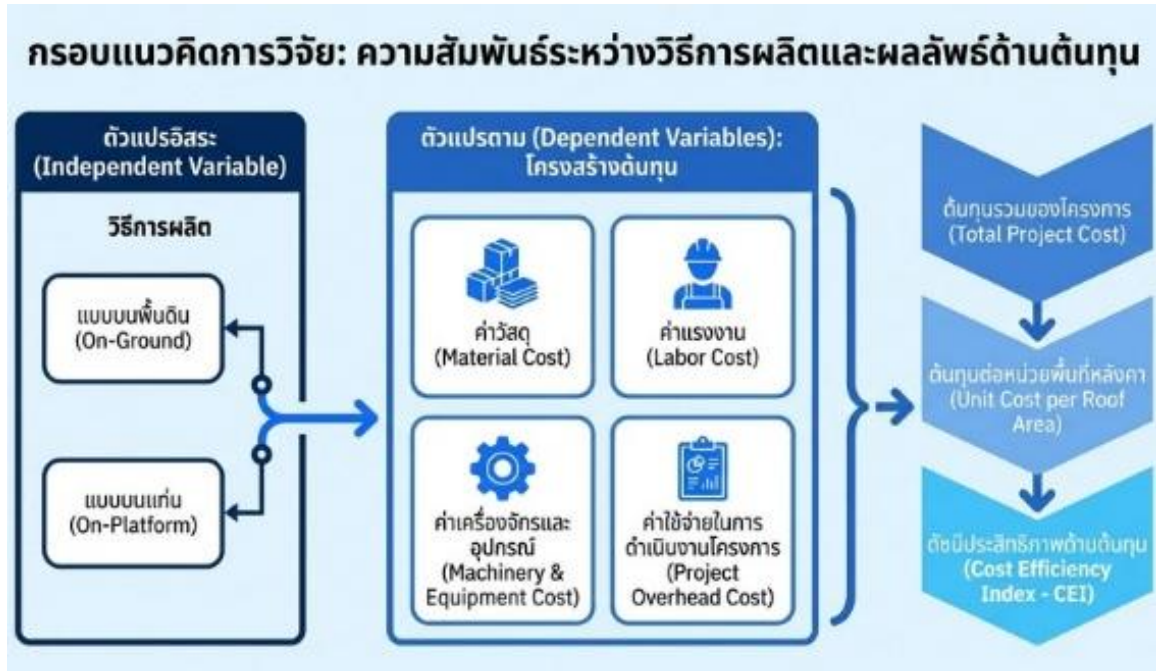 กรอบแนวคิดการวิจัย: ความสัมพันธ์ระหว่างวิธีการผลิตและผลลัพธ์ด้านต้นทุน
ตัวแปรอิสระ
(Independent Variable)
วิธีการผลิต
แบบบนพื้นดิน
(On-Ground)
แบบบนแท่น
(On-Platform)
ตัวแปรตาม (Dependent Variables):
โครงสร้างต้นทุน
ค่าวัสดุ
(Material Cost)
ค่าแรงงาน
(Labor Cost)
ค่าเครื่องจักรและ
อุปกรณ์
(Machinery &
Equipment Cost)
ค่าใช้จ่ายในการ
ดำเนินงานโครงการ
(Project
Overhead Cost)
ต้นทุนรวมของโครงการ
(Total Project Cost)
ต้นทุนต่อหน่วยพื้นที่หลังคา
(Unit Cost per Roof
Area)
ดัชนีประสิทธิภาพด้านต้นทุน
(Cost Efficiency
Index - CEI)